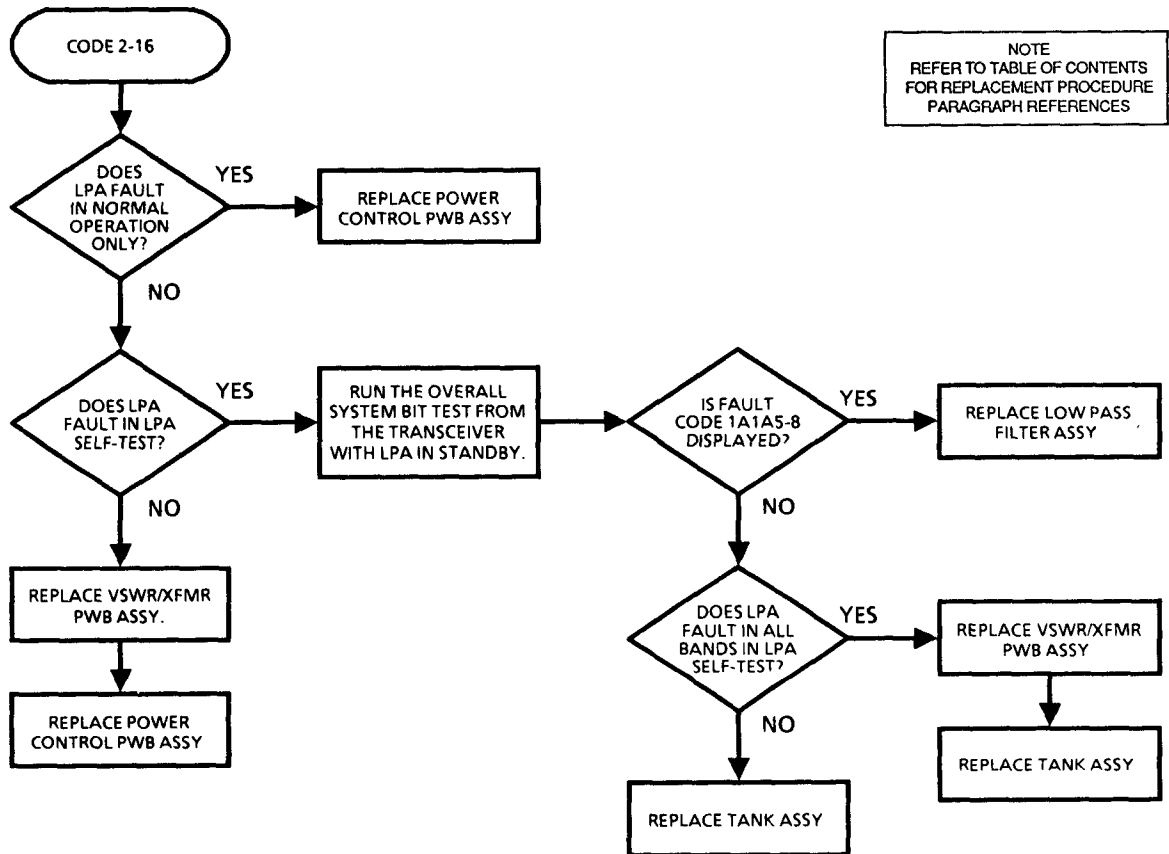 CODE 2-16
NOTE
REFER TO TABLE OF CONTENTS
FOR REPLACEMENT PROCEDURE
PARAGRAPH REFERENCES
DOES
LPA FAULT
IN NORMAL
OPERATION
ONLY?
YES
REPLACE POWER
CONTROL PWB ASSY
NO
DOES LPA
FAULT IN LPA
SELF-TEST?
YES
RUN THE OVERALL
SYSTEM BIT TEST FROM
THE TRANSCEIVER
WITH LPA IN STANDBY.
IS FAULT
CODE 1A1A5-8
DISPLAYED?
YES
REPLACE LOW PASS
FILTER ASSY
NO
REPLACE VSWR/XFMR
PWB ASSY.
REPLACE POWER
CONTROL PWB ASSY
NO
DOES LPA
FAULT IN ALL
BANDS IN LPA
SELF-TEST?
YES
REPLACE VSWR/XFMR
PWB ASSY
REPLACE TANK ASSY
NO
REPLACE TANK ASSY